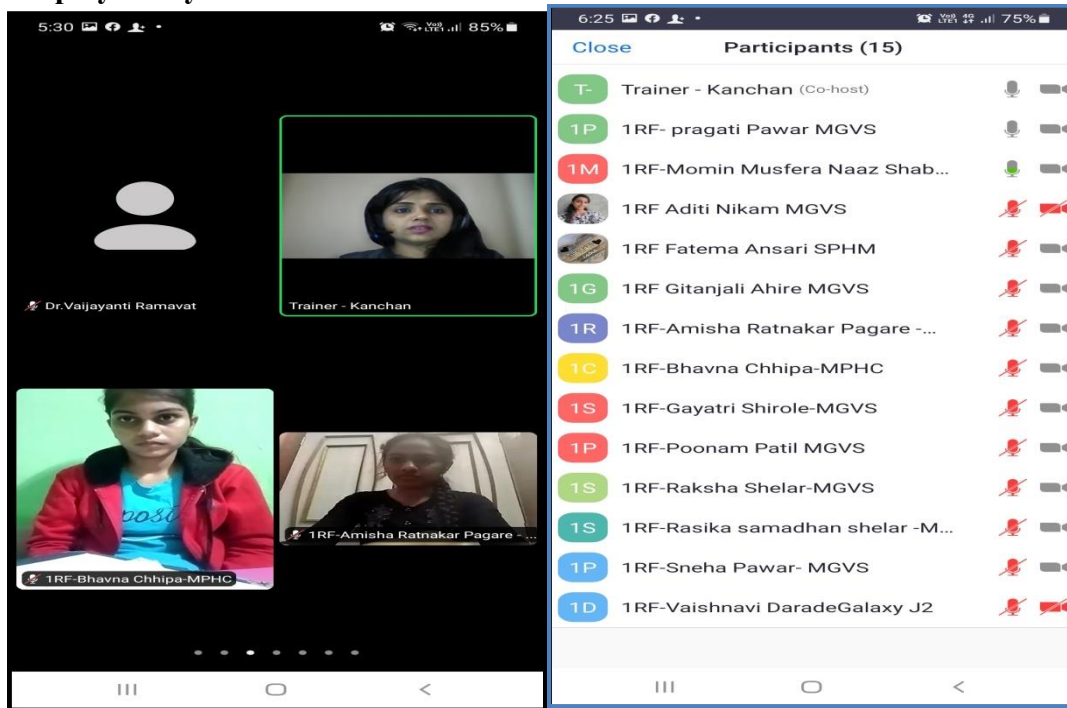 5:30 85%
Dr.Vaijayanti Ramavat
Trainer - Kanchan
post
1RF-Amisha Ratnakar Pagare - ...
1RF-Bhavna Chhipa-MPHC
6:25 Vo) LTE1 4G 75%
Close Participants (15)
T- Trainer - Kanchan (Co-host)
1P 1RF- pragati Pawar MGVS
1M 1RF-Momin Musfera Naaz Shab...
1RF Aditi Nikam MGVS
1RF Fatema Ansari SPHM
1G 1RF Gitanjali Ahire MGVS
1R 1RF-Amisha Ratnakar Pagare -...
1C 1RF-Bhavna Chhipa-MPHC
1S 1RF-Gayatri Shirole-MGVS
1P 1RF-Poonam Patil MGVS
1S 1RF-Raksha Shelar-MGVS
1S 1RF-Rasika samadhan shelar -M...
1P 1RF-Sneha Pawar- MGVS
1D 1RF-Vaishnavi DaradeGalaxy J2